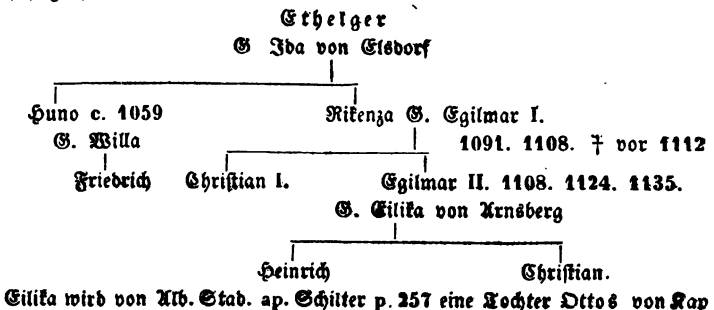 Ethelger
G Ida von Elsdorf
Huno c. 1059 Rikenza G. Egilmar I.
G. Willa 1091. 1108. † vor 1112
Friedrich Christian I. Egilmar II. 1108. 1124. 1135.
G. Eilika von Arnsberg
Heinrich Christian.
Eilika wird von Alb. Stad. ap. Schilter p. 257 eine Tochter Ottos von Kap